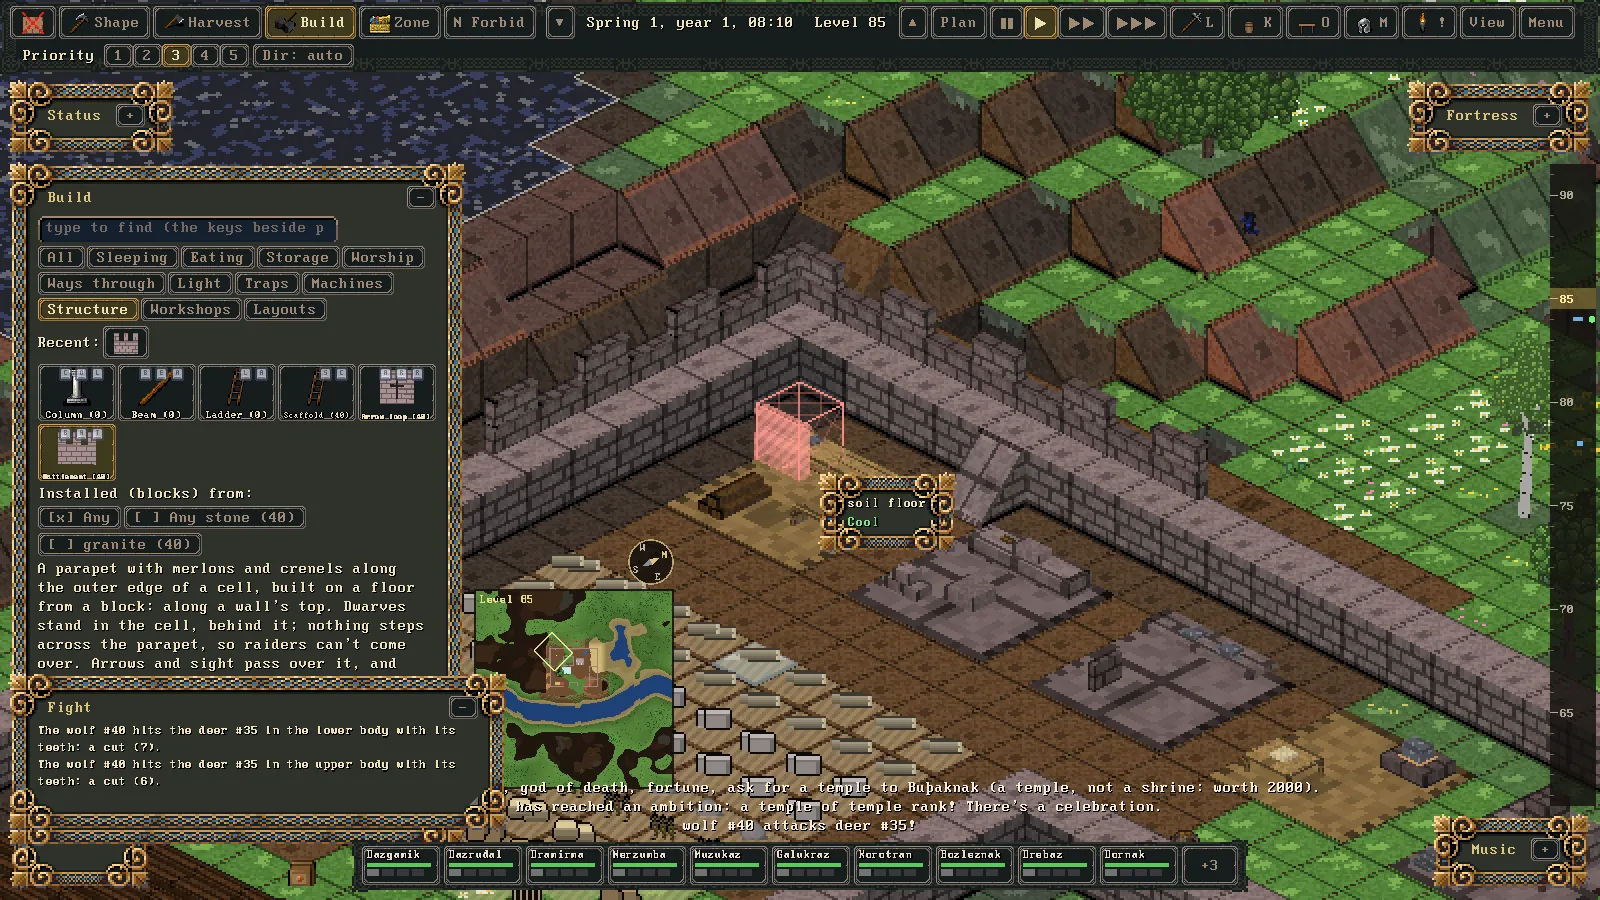 Shape Harvest Build Zone N Forbid ▼ Spring 1, year 1, 08:10 Level 85 ▲ Plan L K O M ! View Menu
Priority 1 2 3 4 5 Dir: auto
Status +
Fortress +
Build −
type to find (the keys beside p
All Sleeping Eating Storage Worship
Ways through Light Traps Machines
Structure Workshops Layouts
Recent:
Column (0) Beam (0) Ladder (0) Scaffold (40) Arrow loop (40)
Battlement (40)
Installed (blocks) from:
[x] Any [ ] Any stone (40)
[ ] granite (40)
A parapet with merlons and crenels along
the outer edge of a cell, built on a floor
from a block: along a wall's top. Dwarves
stand in the cell, behind it; nothing steps
across the parapet, so raiders can't come
over. Arrows and sight pass over it, and
soil floor
Cool
W N S E
Level 85
90
85
80
75
70
65
Fight −
The wolf #40 hits the deer #35 in the lower body with its
teeth: a cut (7).
The wolf #40 hits the deer #35 in the upper body with its
teeth: a cut (6).
, god of death, fortune, ask for a temple to Buþaknak (a temple, not a shrine: worth 2000).
has reached an ambition: a temple of temple rank! There's a celebration.
wolf #40 attacks deer #35!
Music +
Dazgamik Dazrudal Dramirma Nerzumba Muzukaz Galukraz Xorotran Bozleznak Drebaz Dornak +3